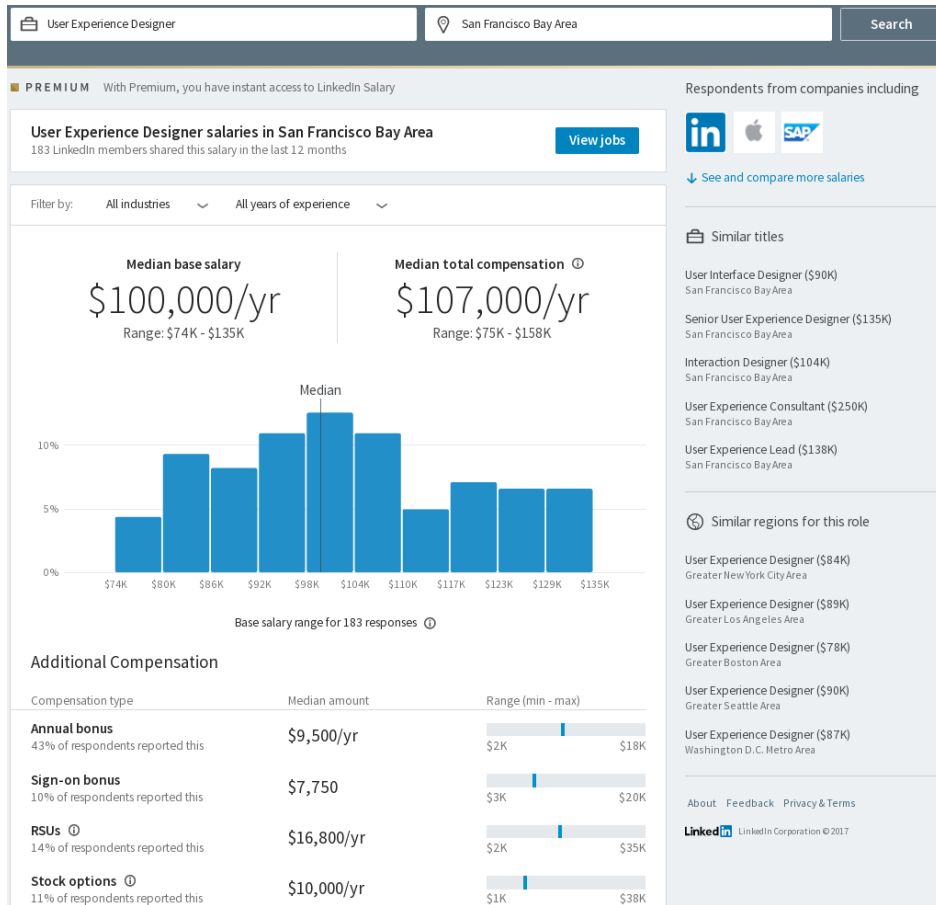 User Experience Designer
San Francisco Bay Area
Search
PREMIUM With Premium, you have instant access to LinkedIn Salary
User Experience Designer salaries in San Francisco Bay Area
183 LinkedIn members shared this salary in the last 12 months
View jobs
Filter by: All industries All years of experience
Median base salary
$100,000/yr
Range: $74K - $135K
Median total compensation
$107,000/yr
Range: $75K - $158K
Median
10%
5%
0%
$74K $80K $86K $92K $98K $104K $110K $117K $123K $129K $135K
Base salary range for 183 responses
Additional Compensation
Compensation type Median amount Range (min - max)
Annual bonus
43% of respondents reported this
$9,500/yr
$2K $18K
Sign-on bonus
10% of respondents reported this
$7,750
$3K $20K
RSUs
14% of respondents reported this
$16,800/yr
$2K $35K
Stock options
11% of respondents reported this
$10,000/yr
$1K $38K
Respondents from companies including
in
SAP
See and compare more salaries
Similar titles
User Interface Designer ($90K)
San Francisco Bay Area
Senior User Experience Designer ($135K)
San Francisco Bay Area
Interaction Designer ($104K)
San Francisco Bay Area
User Experience Consultant ($250K)
San Francisco Bay Area
User Experience Lead ($138K)
San Francisco Bay Area
Similar regions for this role
User Experience Designer ($84K)
Greater New York City Area
User Experience Designer ($89K)
Greater Los Angeles Area
User Experience Designer ($78K)
Greater Boston Area
User Experience Designer ($90K)
Greater Seattle Area
User Experience Designer ($87K)
Washington D.C. Metro Area
About Feedback Privacy & Terms
Linked in LinkedIn Corporation © 2017